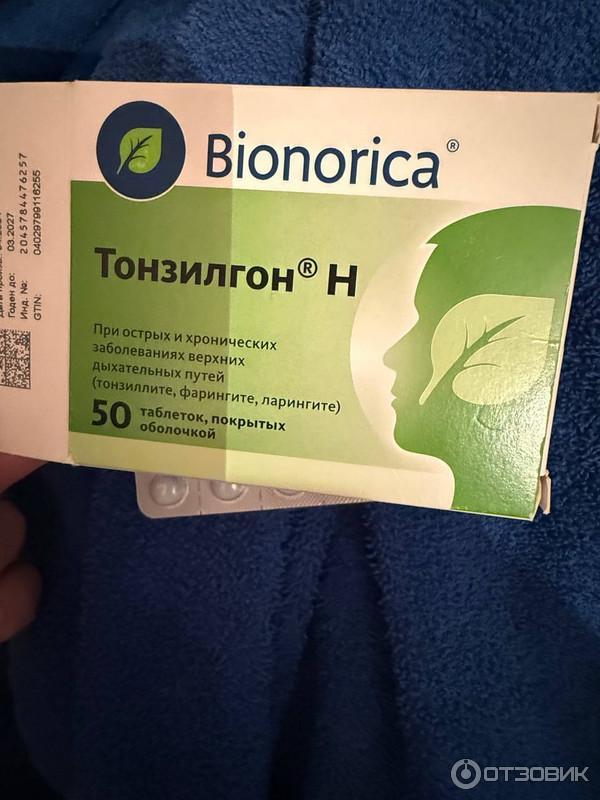 Bionorica®
Тонзилгон® Н
При острых и хронических
заболеваниях верхних
дыхательных путей
(тонзиллите, фарингите, ларингите)
50 таблеток, покрытых
оболочкой
Годен до: 03.2027
Инд. №: 2045784476257
GTIN: 04029799116255
ОТЗОВИК